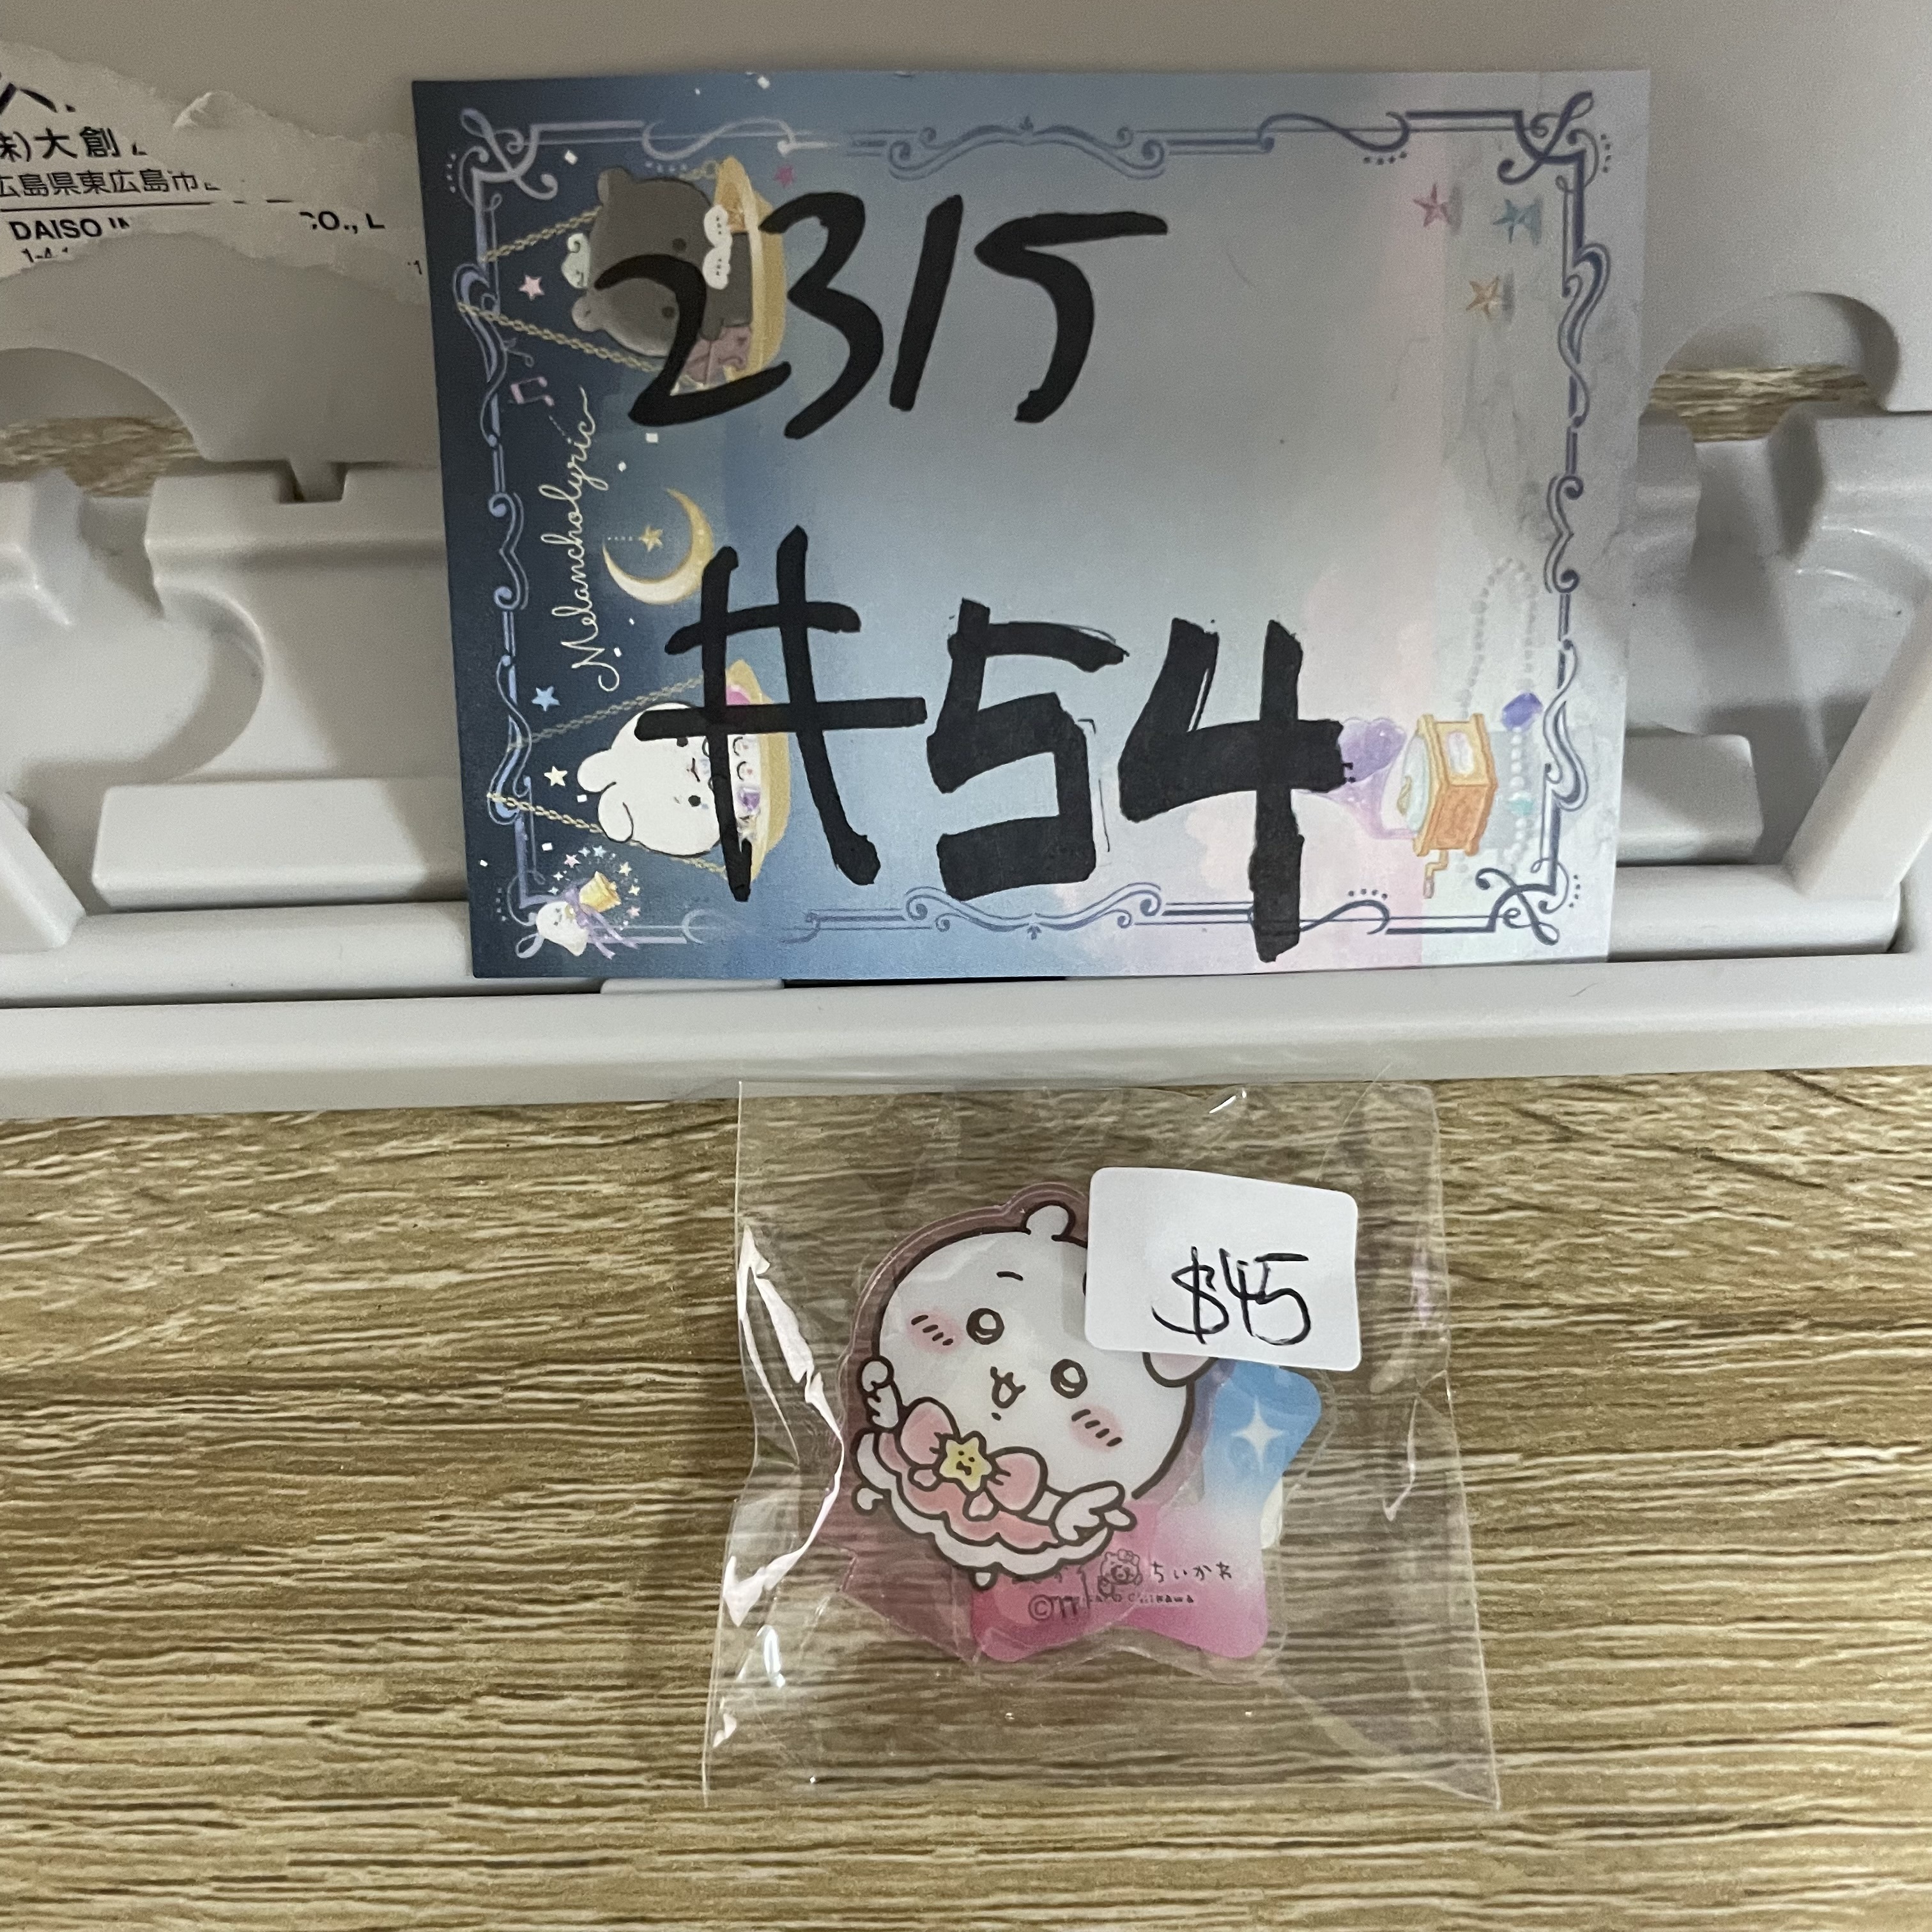 株)大創
広島県東広島市
DAISO IN CO., L
2315
Melancholyric
#54
$45
ちいかわ